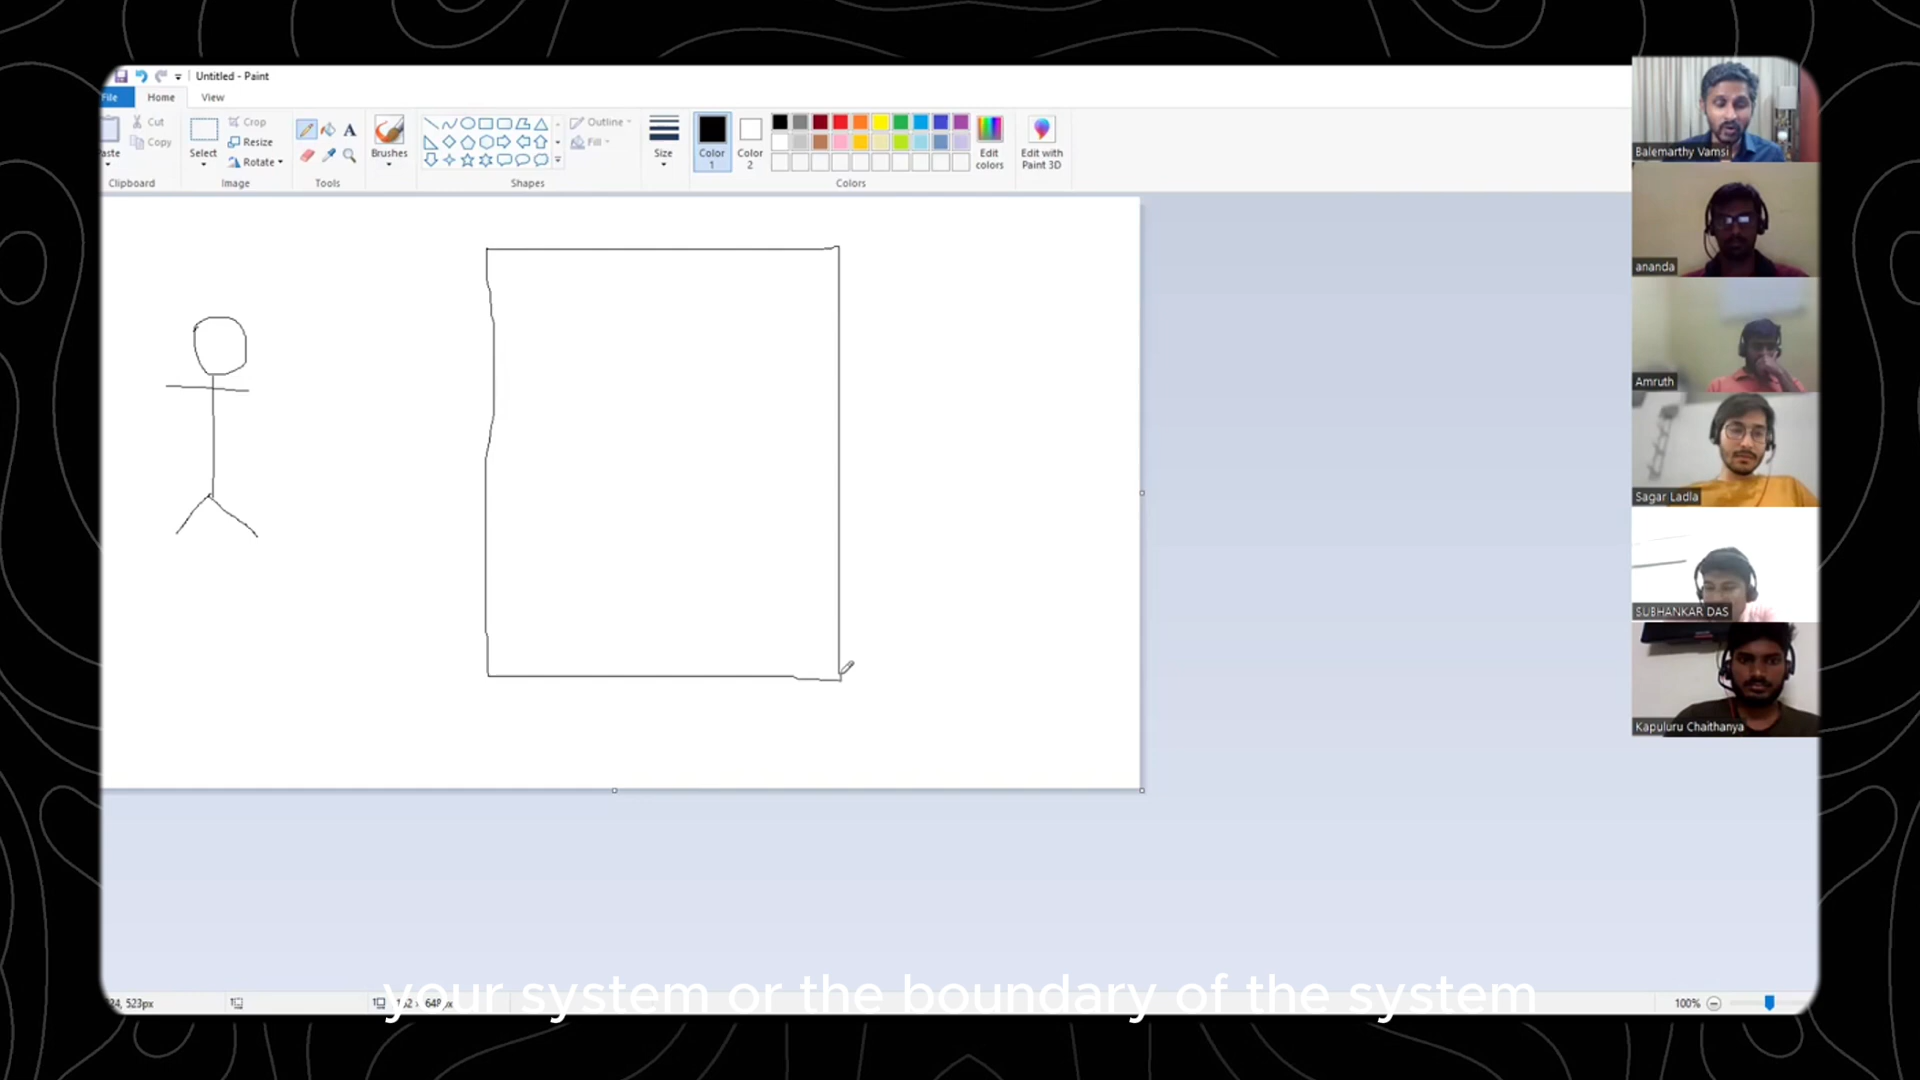 Untitled - Paint
File
Home
View
Cut
Copy
Clipboard
Select
Crop
Resize
Rotate
Image
A
Tools
Brushes
Outline
Fill
Shapes
Size
Color
1
Color
2
Edit
colors
Edit with
Paint 3D
Colors
Balemarthy Vamsi
ananda
Amruth
Sagar Ladla
SUBHANKAR DAS
Kapuluru Chaithanya
your system or the boundary of the system
523px
100%